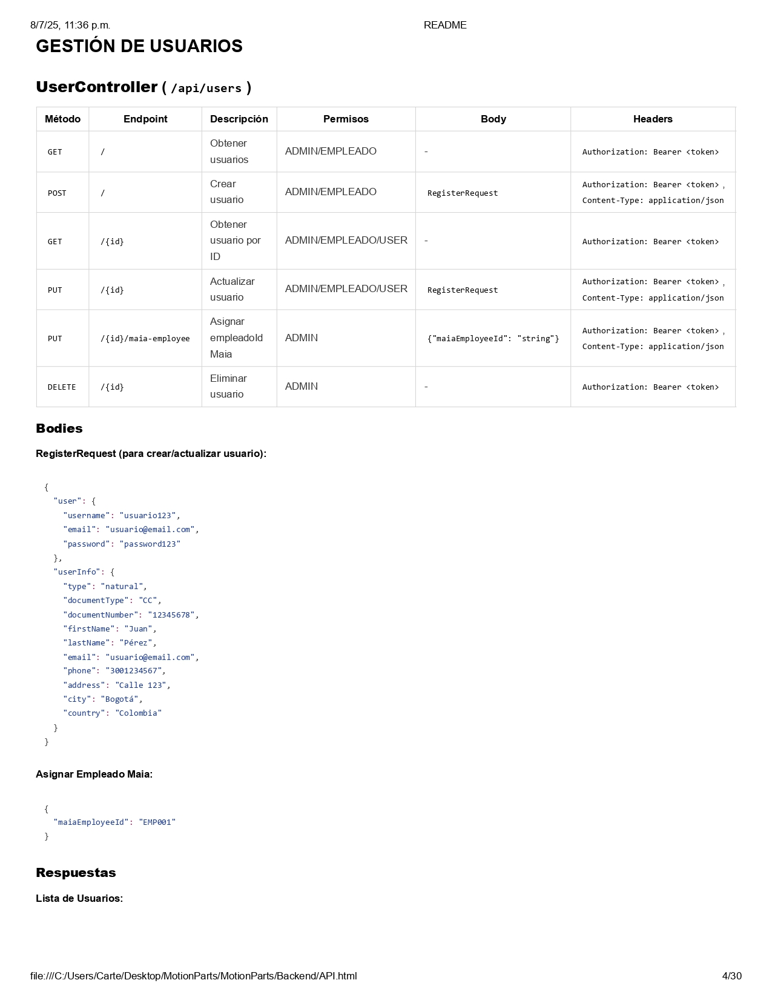 8/7/25, 11:36 p.m. README
GESTIÓN DE USUARIOS
UserController ( /api/users )
Método Endpoint Descripción Permisos Body Headers
GET / Obtener usuarios ADMIN/EMPLEADO - Authorization: Bearer <token>
POST / Crear usuario ADMIN/EMPLEADO RegisterRequest Authorization: Bearer <token> , Content-Type: application/json
GET /{id} Obtener usuario por ID ADMIN/EMPLEADO/USER - Authorization: Bearer <token>
PUT /{id} Actualizar usuario ADMIN/EMPLEADO/USER RegisterRequest Authorization: Bearer <token> , Content-Type: application/json
PUT /{id}/maia-employee Asignar empleadoId Maia ADMIN {"maiaEmployeeId": "string"} Authorization: Bearer <token> , Content-Type: application/json
DELETE /{id} Eliminar usuario ADMIN - Authorization: Bearer <token>
Bodies
RegisterRequest (para crear/actualizar usuario):
{
"user": {
"username": "usuario123",
"email": "usuario@email.com",
"password": "password123"
},
"userInfo": {
"type": "natural",
"documentType": "CC",
"documentNumber": "12345678",
"firstName": "Juan",
"lastName": "Pérez",
"email": "usuario@email.com",
"phone": "3001234567",
"address": "Calle 123",
"city": "Bogotá",
"country": "Colombia"
}
}
Asignar Empleado Maia:
{
"maiaEmployeeId": "EMP001"
}
Respuestas
Lista de Usuarios:
file:///C:/Users/Carte/Desktop/MotionParts/MotionParts/Backend/API.html 4/30